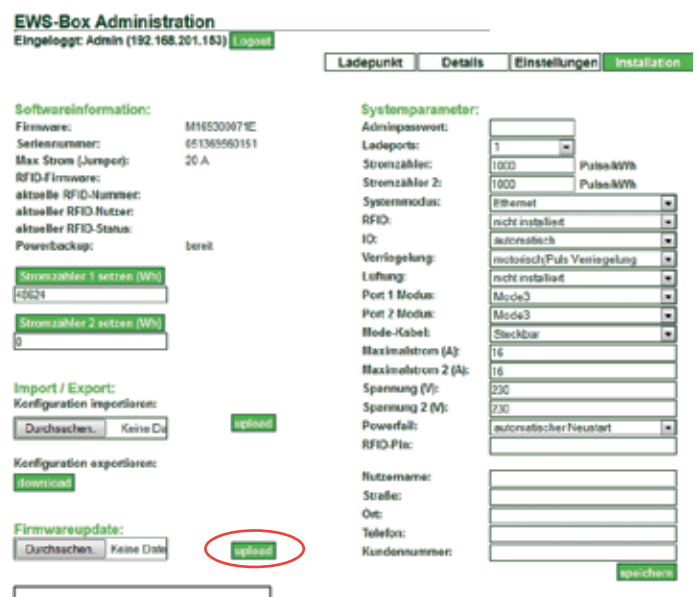 EWS-Box Administration
Eingeloggt: Admin (192.168.201.153) Logout
Ladepunkt Details Einstellungen Installation
Softwareinformation:
Firmware: M165300071E
Seriennummer: 051369560151
Max Strom (Jumper): 20 A
RFID-Firmware:
aktuelle RFID-Nummer:
aktueller RFID-Nutzer:
aktueller RFID-Status:
Powerbackup: bereit
Stromzähler 1 setzen (Wh)
48624
Stromzähler 2 setzen (Wh)
0
Import / Export:
Konfiguration importieren:
Durchsuchen.. Keine Da upload
Konfiguration exportieren:
download
Firmwareupdate:
Durchsuchen.. Keine Date upload
Systemparameter:
Adminpasswort:
Ladeports: 1
Stromzähler: 1000 Pulse/kWh
Stromzähler 2: 1000 Pulse/kWh
Systemmodus: Ethernet
RFID: nicht installiert
IO: automatisch
Verriegelung: motorisch/Puls Verriegelung
Lüftung: nicht installiert
Port 1 Modus: Mode3
Port 2 Modus: Mode3
Mode-Kabel: Steckbar
Maximalstrom (A): 16
Maximalstrom 2 (A): 16
Spannung (V): 230
Spannung 2 (V): 230
Powerfail: automatischer Neustart
RFID-Pin:
Nutzername:
Straße:
Ort:
Telefon:
Kundennummer:
speichern